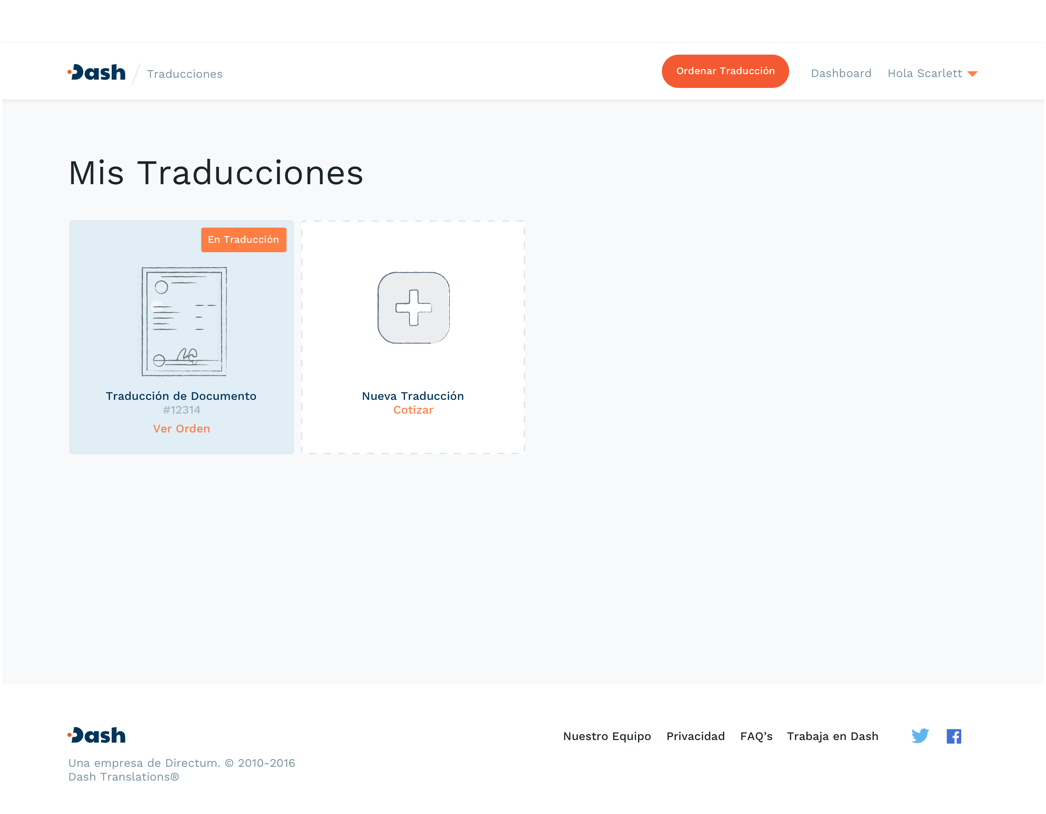 Dash / Traducciones
Ordenar Traducción
Dashboard
Hola Scarlett
Mis Traducciones
En Traducción
Traducción de Documento
#12314
Ver Orden
Nueva Traducción
Cotizar
Dash
Nuestro Equipo
Privacidad
FAQ's
Trabaja en Dash
Una empresa de Directum. © 2010-2016
Dash Translations®